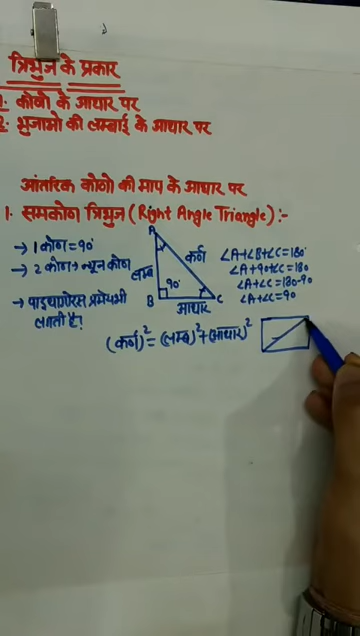 त्रिभुज के प्रकार
1. कोणो के आधार पर
2. भुजाओ की लम्बाई के आधार पर
आंतरिक कोणो की माप के आधार पर
1. समकोण त्रिभुज (Right Angle Triangle) :-
→ 1 कोण = 90°
→ 2 कोण → न्यून कोण
→ पाइथागोरस प्रमेय भी
लगती है!
A
लम्ब
कर्ण
90°
B
C
आधार
∠A+∠B+∠C=180°
∠A+90+∠C=180
∠A+∠C=180-90
∠A+∠C=90
(कर्ण)²=(लम्ब)²+(आधार)²